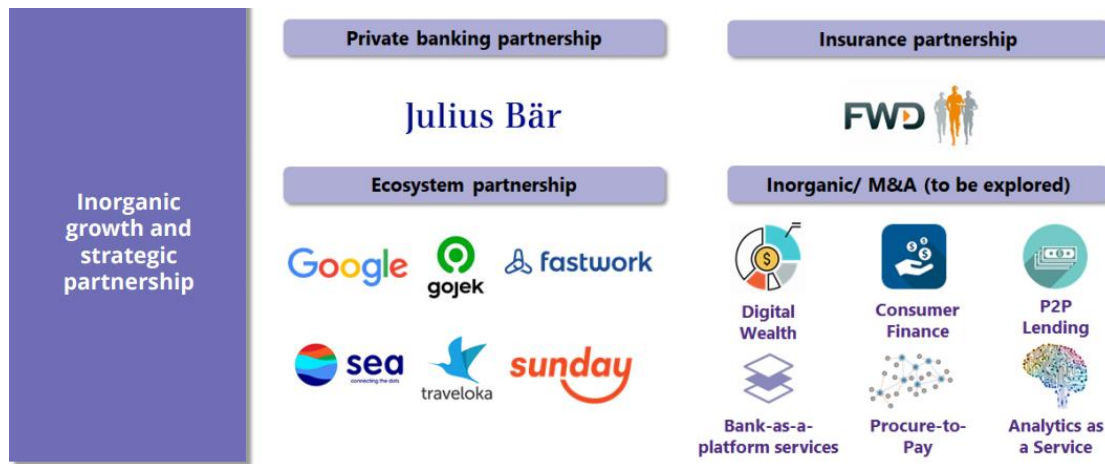 Inorganic
growth and
strategic
partnership
Private banking partnership
Julius Bär
Insurance partnership
FWD
Ecosystem partnership
Google
gojek
fastwork
sea
connecting the dots
traveloka
sunday
Inorganic/ M&A (to be explored)
Digital
Wealth
Consumer
Finance
P2P
Lending
Bank-as-a-
platform services
Procure-to-
Pay
Analytics as
a Service